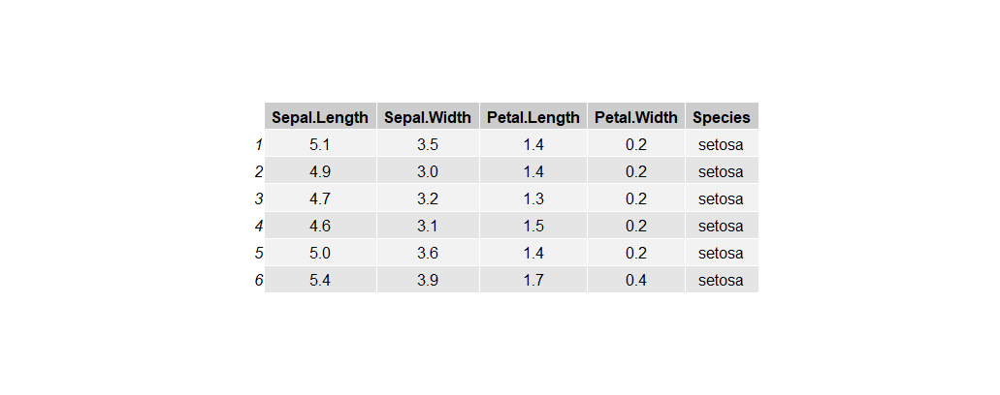 Sepal.Length Sepal.Width Petal.Length Petal.Width Species
1 5.1 3.5 1.4 0.2 setosa
2 4.9 3.0 1.4 0.2 setosa
3 4.7 3.2 1.3 0.2 setosa
4 4.6 3.1 1.5 0.2 setosa
5 5.0 3.6 1.4 0.2 setosa
6 5.4 3.9 1.7 0.4 setosa